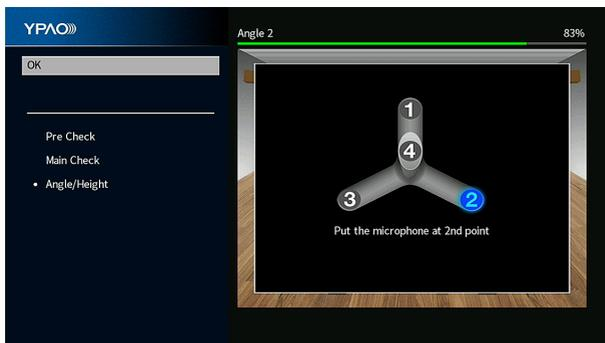 YPAO
Angle 2
83%
OK
Pre Check
Main Check
• Angle/Height
1
4
3
2
Put the microphone at 2nd point